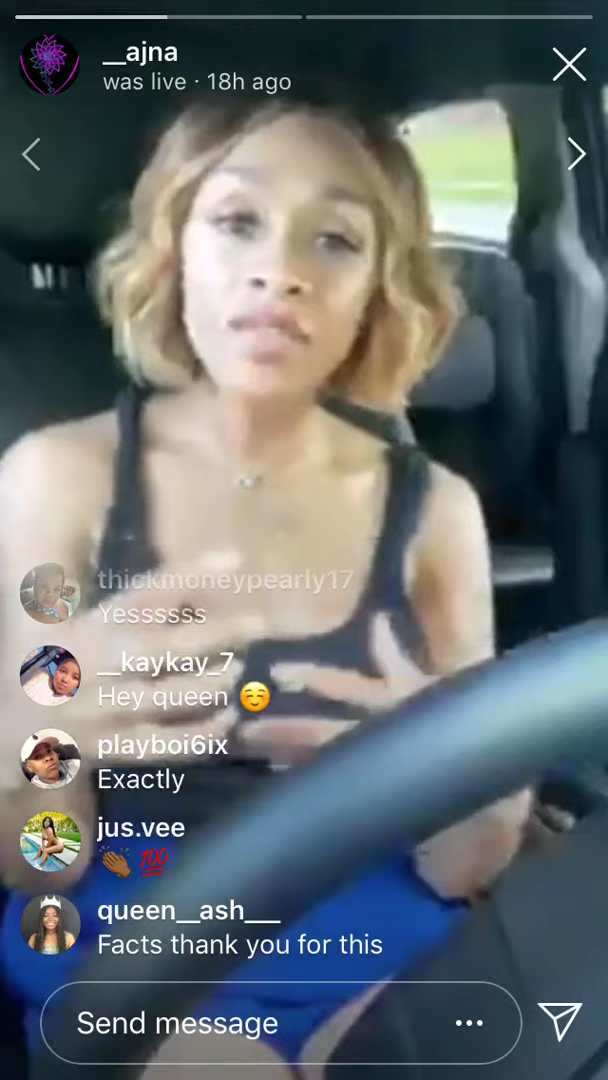 __ajna
was live · 18h ago
thickmoneypearly17
Yessssss
__kaykay_7
Hey queen ☺️
playboi6ix
Exactly
jus.vee
👏🏾 💯
queen__ash___
Facts thank you for this
Send message